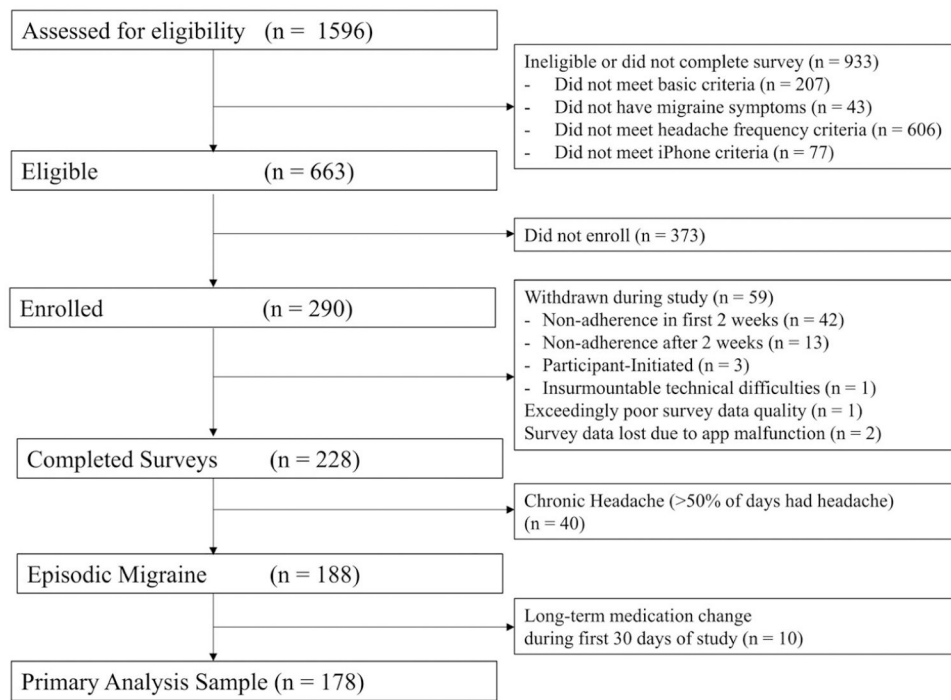 Assessed for eligibility (n = 1596)
Ineligible or did not complete survey (n = 933)
- Did not meet basic criteria (n = 207)
- Did not have migraine symptoms (n = 43)
- Did not meet headache frequency criteria (n = 606)
- Did not meet iPhone criteria (n = 77)
Eligible (n = 663)
Did not enroll (n = 373)
Enrolled (n = 290)
Withdrawn during study (n = 59)
- Non-adherence in first 2 weeks (n = 42)
- Non-adherence after 2 weeks (n = 13)
- Participant-Initiated (n = 3)
- Insurmountable technical difficulties (n = 1)
Exceedingly poor survey data quality (n = 1)
Survey data lost due to app malfunction (n = 2)
Completed Surveys (n = 228)
Chronic Headache (>50% of days had headache)
(n = 40)
Episodic Migraine (n = 188)
Long-term medication change
during first 30 days of study (n = 10)
Primary Analysis Sample (n = 178)